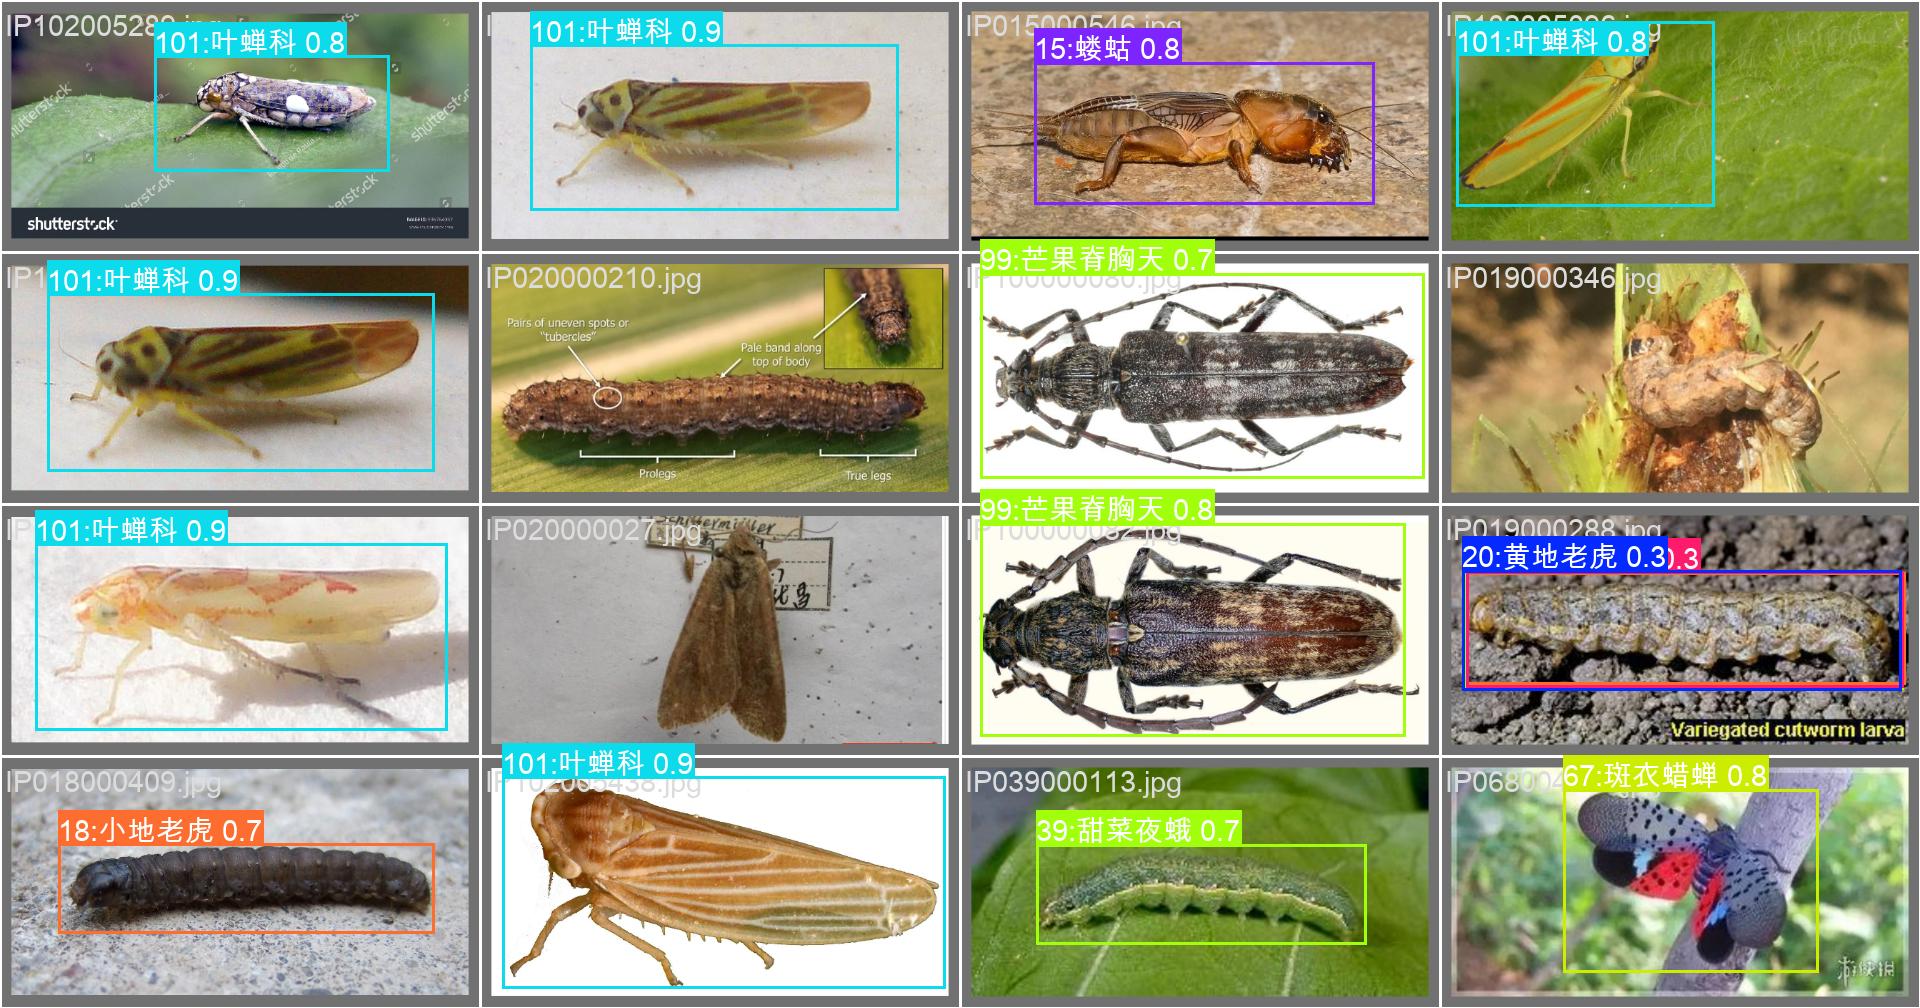 101:叶蝉科 0.8
shutterstock
101:叶蝉科 0.9
15:蝼蛄 0.8
IP015000546.jpg
101:叶蝉科 0.8
101:叶蝉科 0.9
IP020000210.jpg
Pairs of uneven spots or
"tubercles"
Pale band along
top of body
Prolegs
True legs
99:芒果脊胸天 0.7
IP019000346.jpg
101:叶蝉科 0.9
IP020000027.jpg
99:芒果脊胸天 0.8
IP019000288.jpg
20:黄地老虎 0.3
Variegated cutworm larva
IP018000409.jpg
18:小地老虎 0.7
101:叶蝉科 0.9
IP039000113.jpg
39:甜菜夜蛾 0.7
67:斑衣蜡蝉 0.8